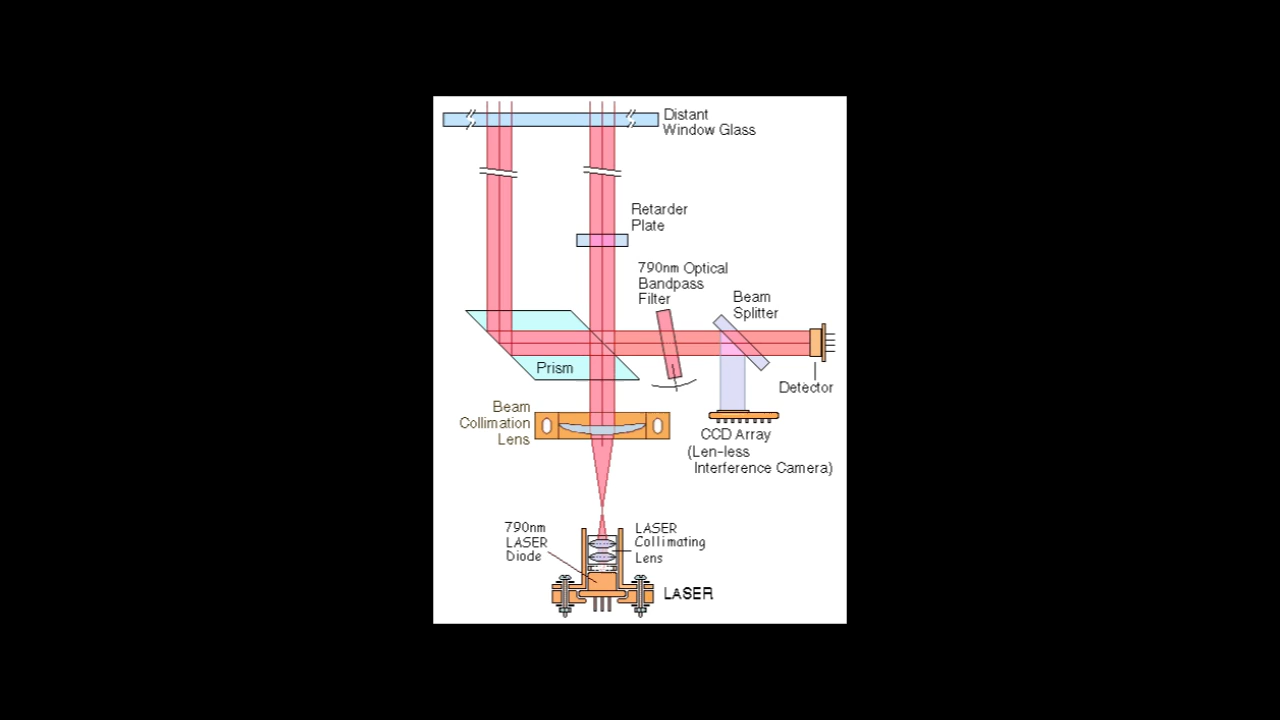 Distant
Window Glass
Retarder
Plate
790nm Optical
Bandpass
Filter
Beam
Splitter
Prism
Detector
Beam
Collimation
Lens
CCD Array
(Len-less
Interference Camera)
790nm
LASER
Diode
LASER
Collimating
Lens
LASER